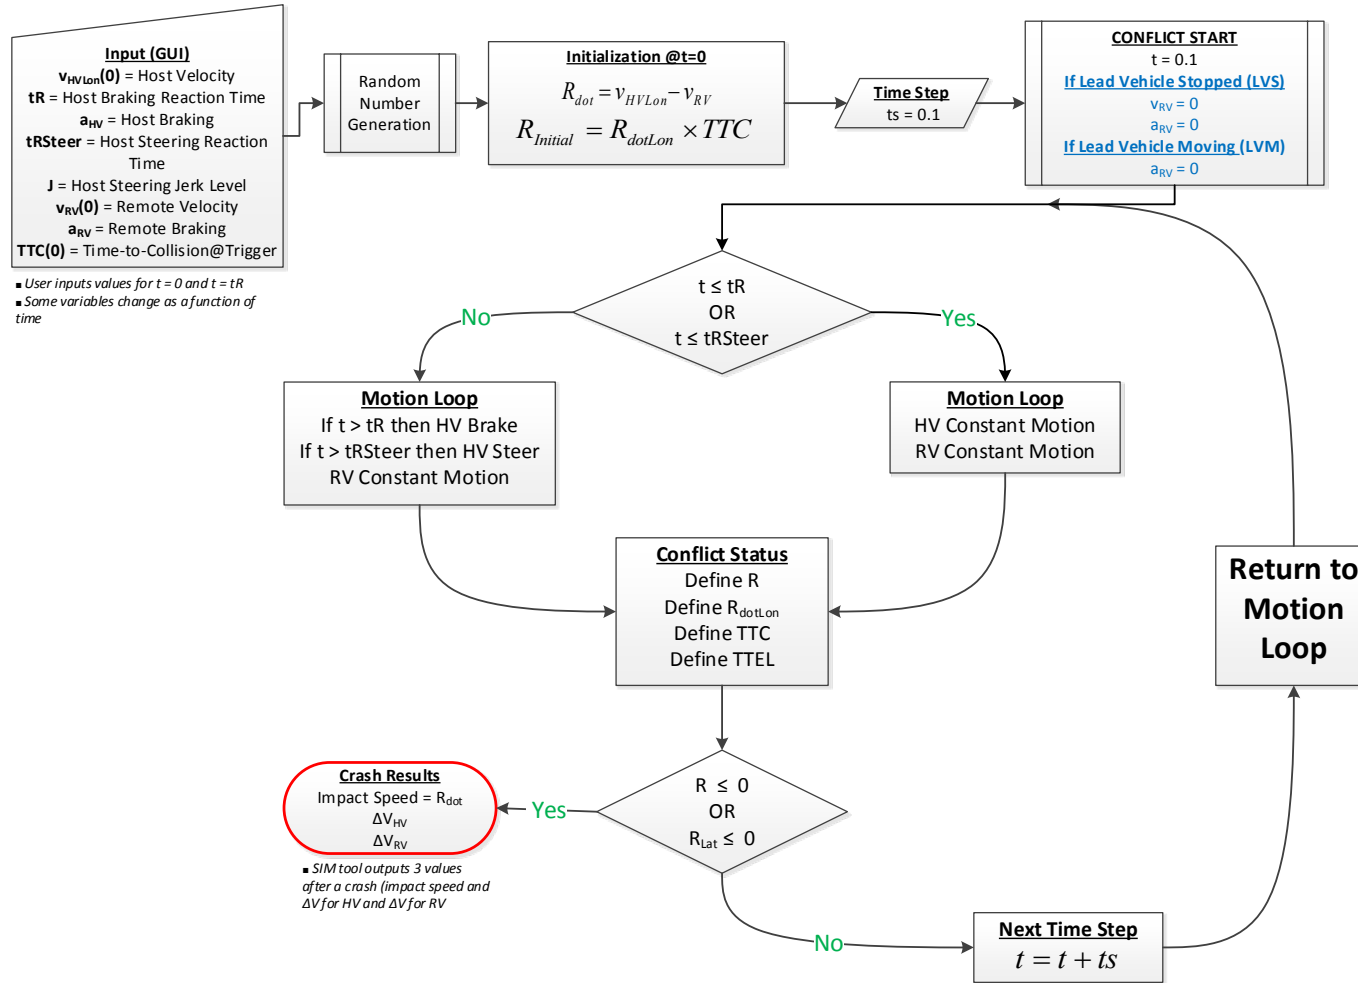 Input (GUI)
vHVLon(0) = Host Velocity
tR = Host Braking Reaction Time
aHV = Host Braking
tRSteer = Host Steering Reaction
Time
J = Host Steering Jerk Level
vRV(0) = Remote Velocity
aRV = Remote Braking
TTC(0) = Time-to-Collision@Trigger
▪ User inputs values for t = 0 and t = tR
▪ Some variables change as a function of
time
Random
Number
Generation
Initialization @t=0
Rdot = vHVLon − vRV
RInitial = RdotLon × TTC
Time Step
ts = 0.1
CONFLICT START
t = 0.1
If Lead Vehicle Stopped (LVS)
vRV = 0
aRV = 0
If Lead Vehicle Moving (LVM)
aRV = 0
t ≤ tR
OR
t ≤ tRSteer
No
Yes
Motion Loop
If t > tR then HV Brake
If t > tRSteer then HV Steer
RV Constant Motion
Motion Loop
HV Constant Motion
RV Constant Motion
Conflict Status
Define R
Define RdotLon
Define TTC
Define TTEL
Return to
Motion
Loop
R ≤ 0
OR
RLat ≤ 0
Yes
Crash Results
Impact Speed = Rdot
ΔVHV
ΔVRV
▪ SIM tool outputs 3 values
after a crash (impact speed and
ΔV for HV and ΔV for RV
No
Next Time Step
t = t + ts